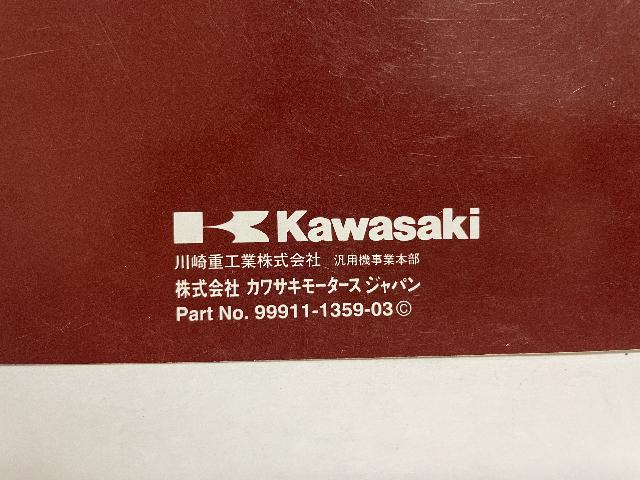 Kawasaki
川崎重工業株式会社 汎用機事業本部
株式会社 カワサキモータースジャパン
Part No. 99911-1359-03©